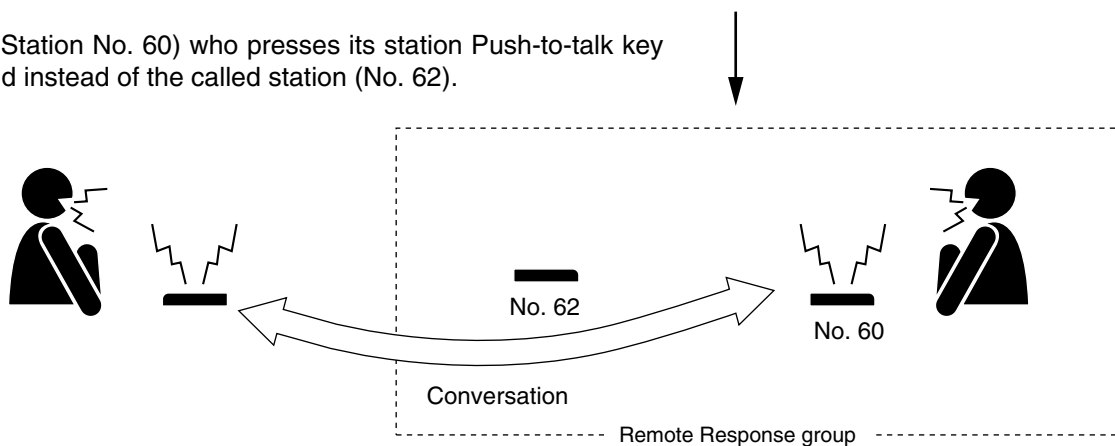 Station No. 60) who presses its station Push-to-talk key
d instead of the called station (No. 62).
No. 62
No. 60
Conversation
Remote Response group